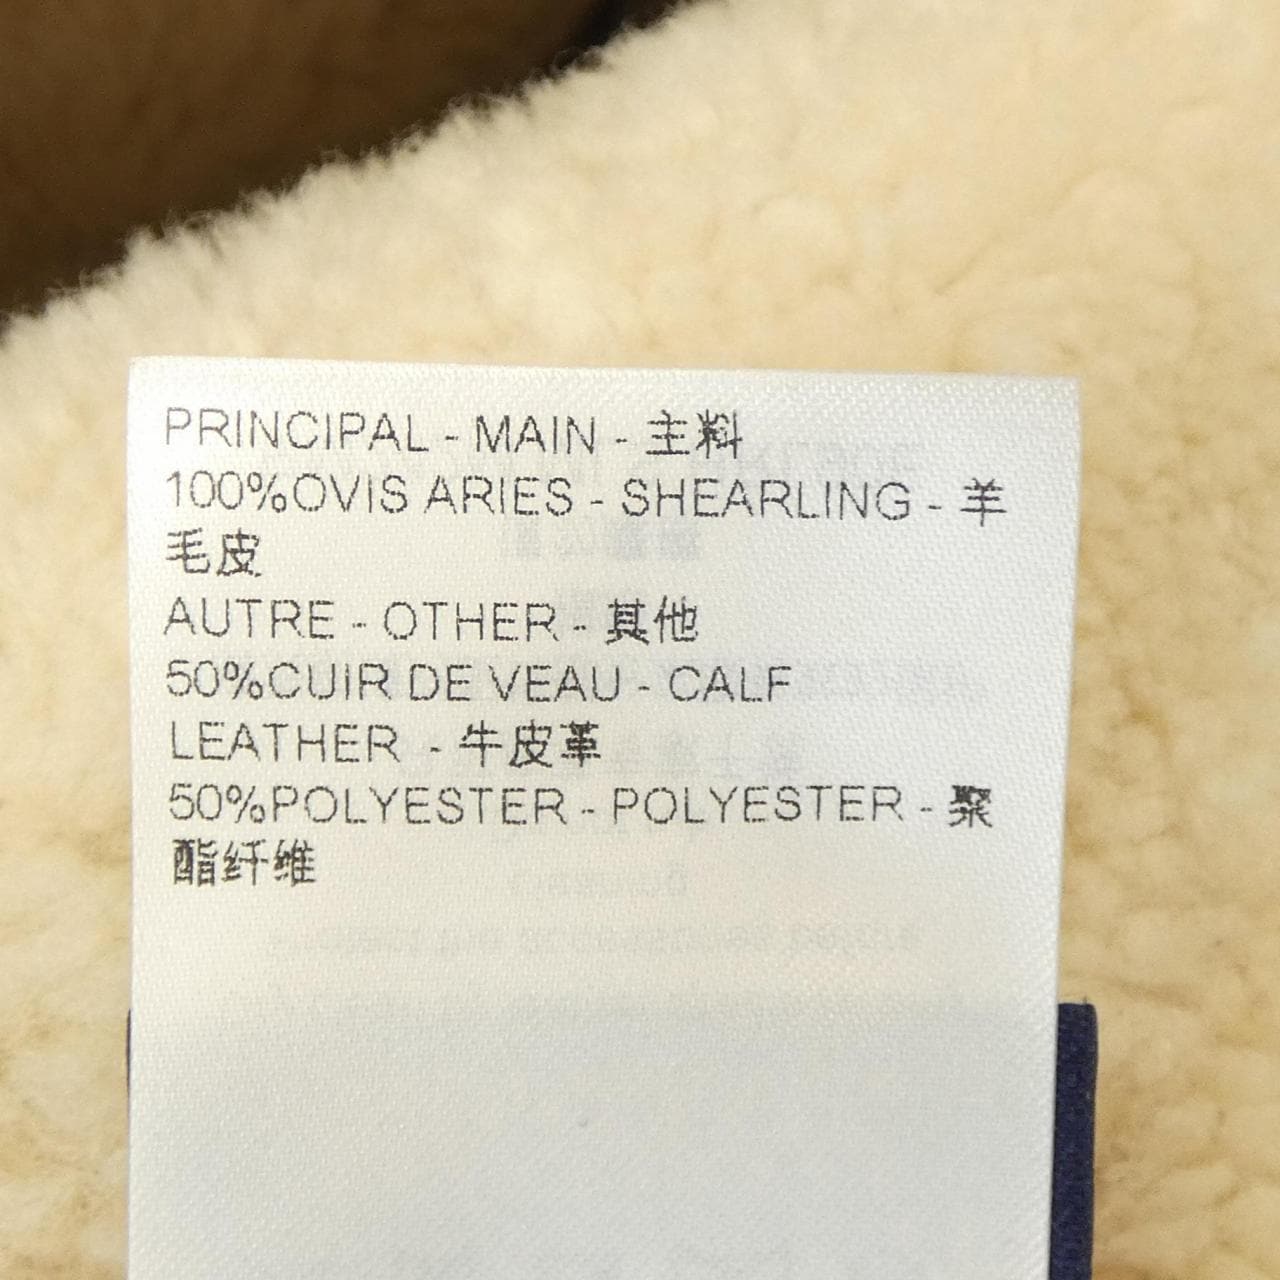 PRINCIPAL - MAIN - 主料
100%OVIS ARIES - SHEARLING - 羊
毛皮
AUTRE - OTHER - 其他
50%CUIR DE VEAU - CALF
LEATHER - 牛皮革
50%POLYESTER - POLYESTER - 聚
酯纤维